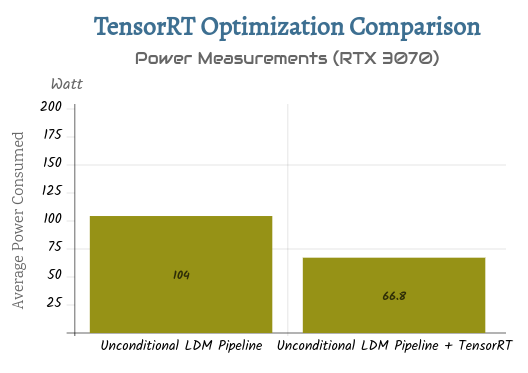 TensorRT Optimization Comparison
Power Measurements (RTX 3070)
Watt
Average Power Consumed
200
175
150
125
100
75
50
25
104
66.8
Unconditional LDM Pipeline
Unconditional LDM Pipeline + TensorRT